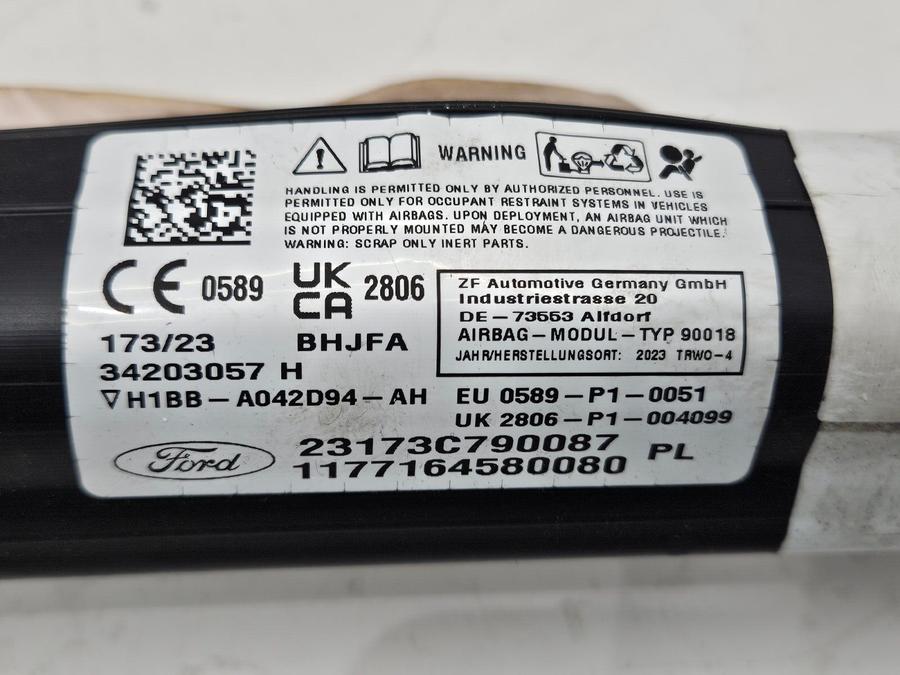 WARNING
HANDLING IS PERMITTED ONLY BY AUTHORIZED PERSONNEL. USE IS
PERMITTED ONLY FOR OCCUPANT RESTRAINT SYSTEMS IN VEHICLES
EQUIPPED WITH AIRBAGS. UPON DEPLOYMENT, AN AIRBAG UNIT WHICH
IS NOT PROPERLY MOUNTED MAY BECOME A DANGEROUS PROJECTILE.
WARNING: SCRAP ONLY INERT PARTS.
CE 0589
UK
CA 2806
ZF Automotive Germany GmbH
Industriestrasse 20
DE-73553 Alfdorf
AIRBAG-MODUL-TYP 90018
JAHR/HERSTELLUNGSORT: 2023 TRWO-4
173/23 BHJFA
34203057 H
H1BB-A042D94-AH
EU 0589-P1-0051
UK 2806-P1-004099
Ford
23173C790087
1177164580080 PL